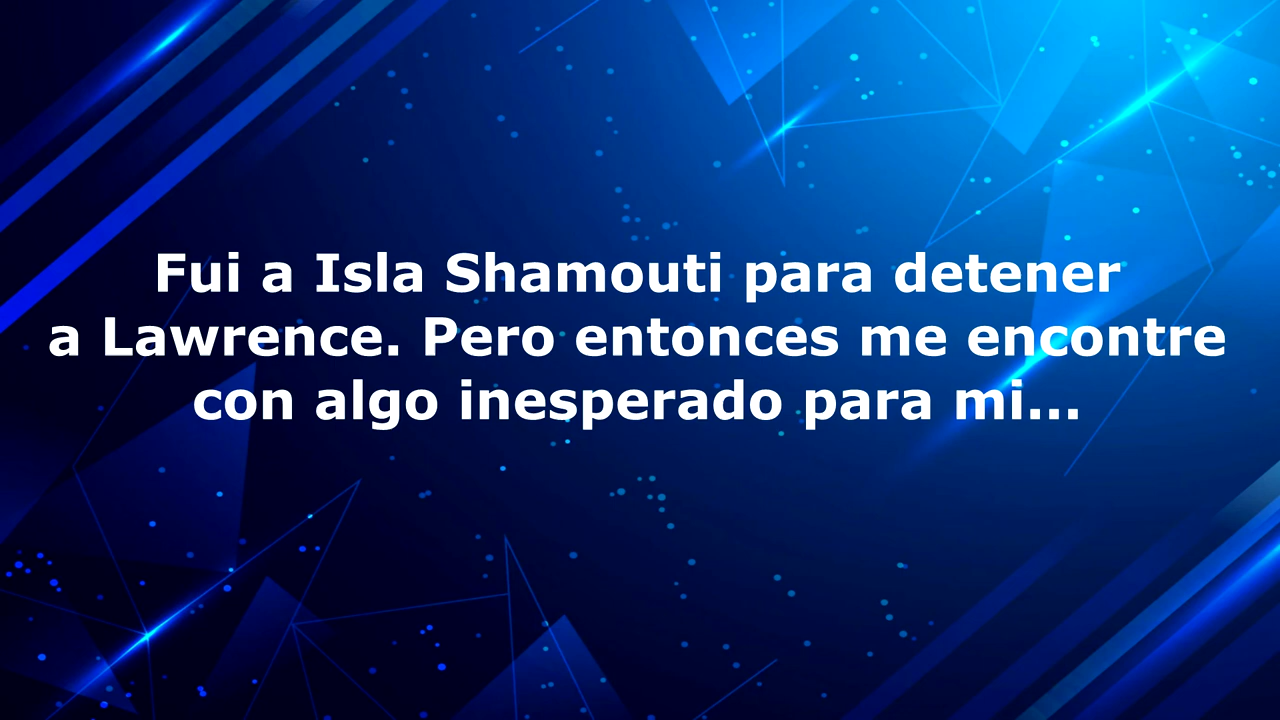 Fui a Isla Shamouti para detener
a Lawrence. Pero entonces me encontre
con algo inesperado para mi...